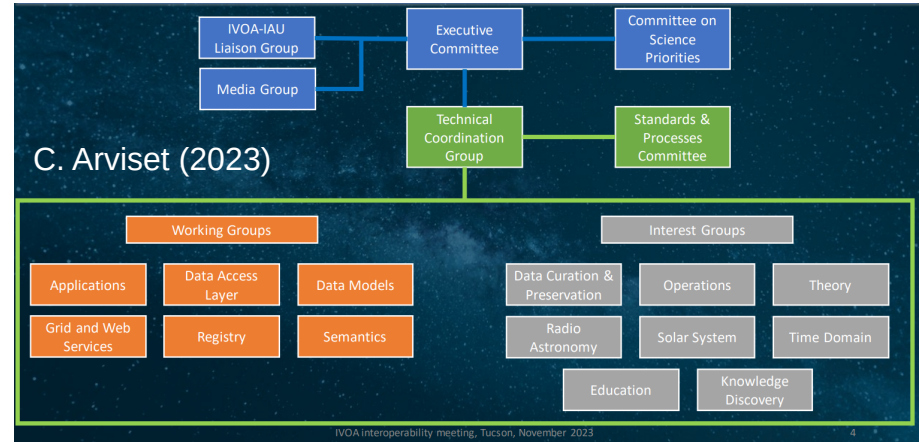 IVOA-IAU
Liaison Group
Executive
Committee
Committee on
Science
Priorities
Media Group
Technical
Coordination
Group
Standards &
Processes
Committee
C. Arviset (2023)
Working Groups
Interest Groups
Applications
Data Access
Layer
Data Models
Data Curation &
Preservation
Operations
Theory
Grid and Web
Services
Registry
Semantics
Radio
Astronomy
Solar System
Time Domain
Education
Knowledge
Discovery
IVOA interoperability meeting, Tucson, November 2023
4